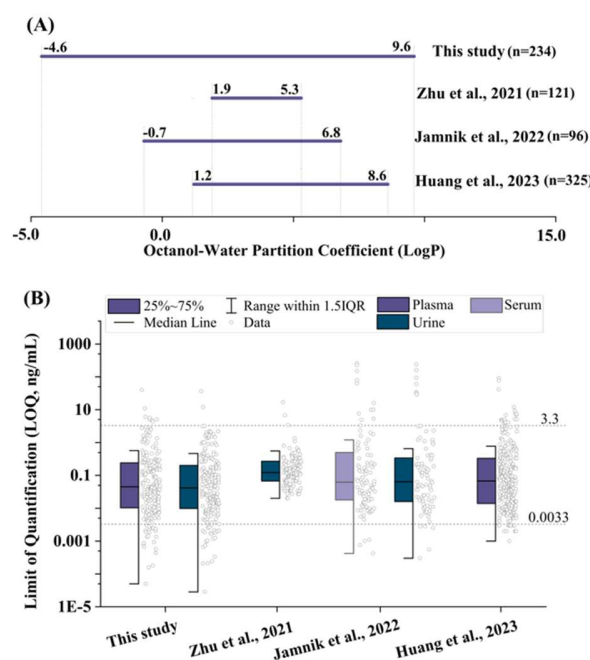 (A)
-4.6 9.6 This study (n=234)
1.9 5.3 Zhu et al., 2021 (n=121)
-0.7 6.8 Jamnik et al., 2022 (n=96)
1.2 8.6 Huang et al., 2023 (n=325)
-5.0 0.0 15.0
Octanol-Water Partition Coefficient (LogP)
(B)
25%~75% Range within 1.5IQR Plasma Serum
Median Line Data Urine
Limit of Quantification (LOQ, ng/mL)
1000
10
3.3
0.1
0.0033
0.001
1E-5
This study Zhu et al., 2021 Jamnik et al., 2022 Huang et al., 2023